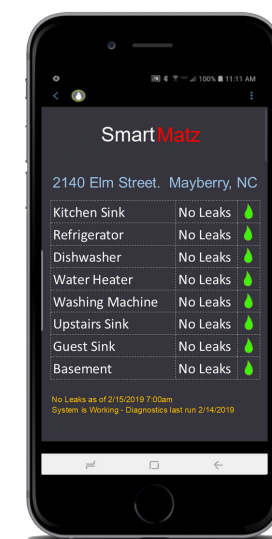 100% 11:11 AM
SmartMatz
2140 Elm Street. Mayberry, NC
Kitchen Sink No Leaks
Refrigerator No Leaks
Dishwasher No Leaks
Water Heater No Leaks
Washing Machine No Leaks
Upstairs Sink No Leaks
Guest Sink No Leaks
Basement No Leaks
No Leaks as of 2/15/2019 7:00am
System is Working - Diagnostics last run 2/14/2019